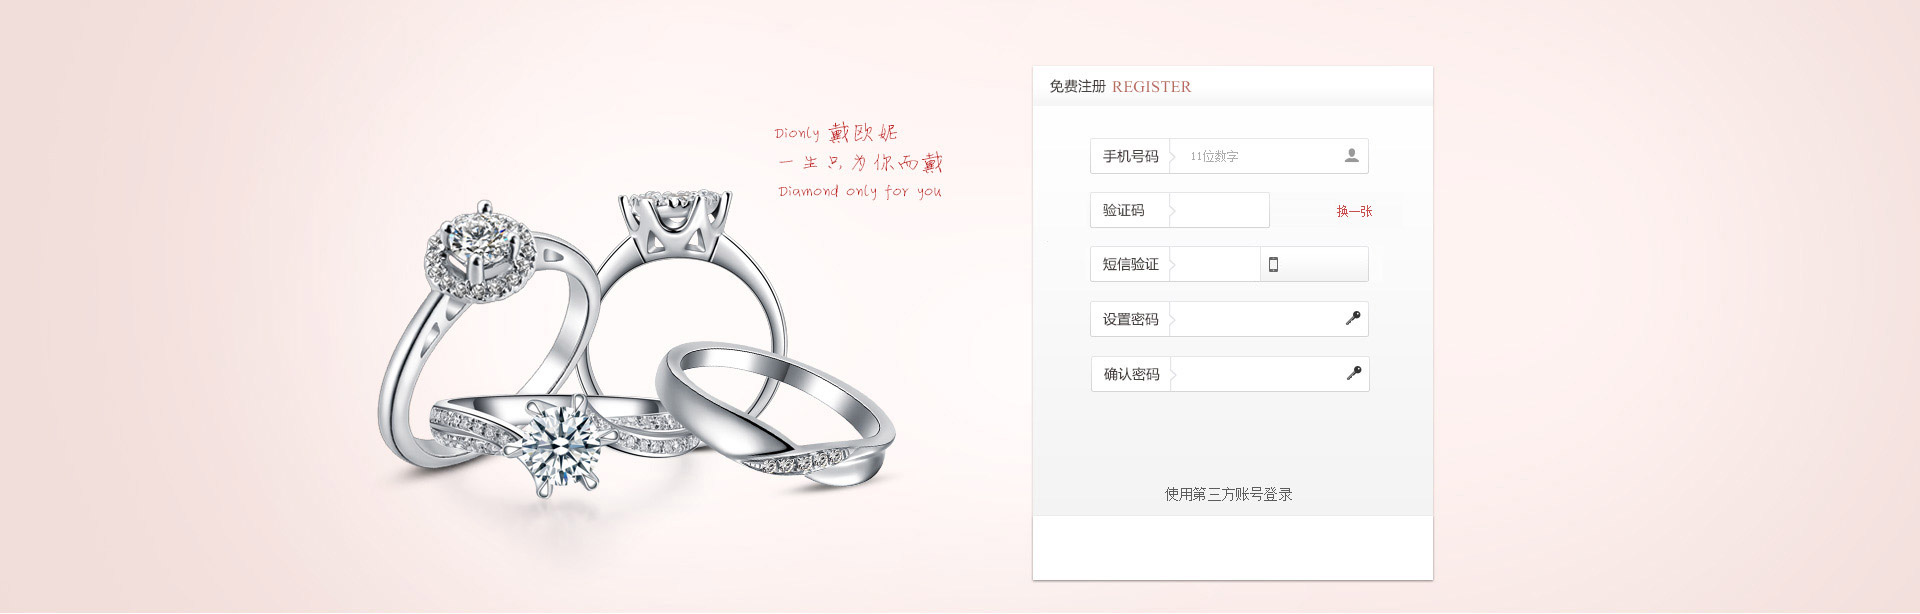 Dionly 戴欧妮
一生只为你而戴
Diamond only for you
免费注册 REGISTER
手机号码 11位数字
验证码 换一张
短信验证
设置密码
确认密码
使用第三方账号登录